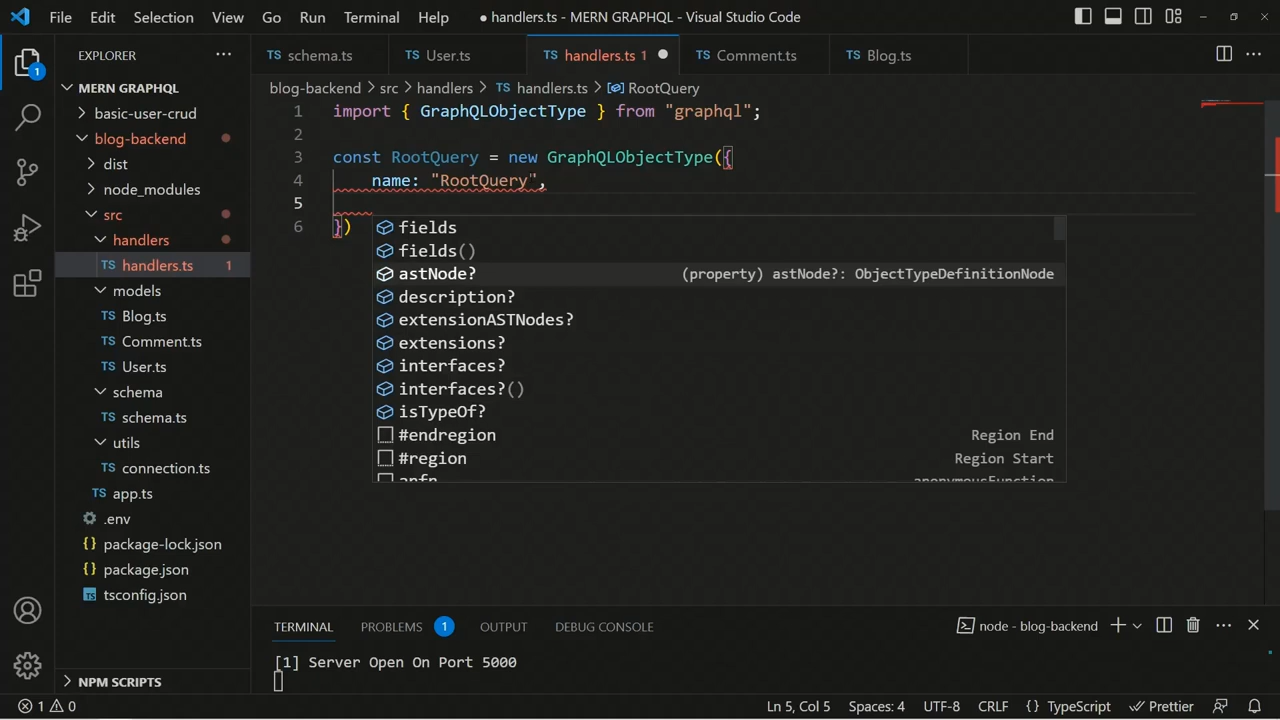 File Edit Selection View Go Run Terminal Help ● handlers.ts - MERN GRAPHQL - Visual Studio Code
EXPLORER ···
1
MERN GRAPHQL
basic-user-crud
blog-backend
dist
node_modules
src
handlers
TS handlers.ts 1
models
TS Blog.ts
TS Comment.ts
TS User.ts
schema
TS schema.ts
utils
TS connection.ts
TS app.ts
.env
{} package-lock.json
{} package.json
tsconfig.json
NPM SCRIPTS
TS schema.ts TS User.ts TS handlers.ts 1 ● TS Comment.ts TS Blog.ts
blog-backend > src > handlers > TS handlers.ts > RootQuery
1 import { GraphQLObjectType } from "graphql";
2
3 const RootQuery = new GraphQLObjectType({
4 name: "RootQuery",
5
6 })
fields
fields()
astNode? (property) astNode?: ObjectTypeDefinitionNode
description?
extensionASTNodes?
extensions?
interfaces?
interfaces?()
isTypeOf?
#endregion Region End
#region Region Start
anfn anonymousFunction
TERMINAL PROBLEMS 1 OUTPUT DEBUG CONSOLE node - blog-backend
[1] Server Open On Port 5000
1 0 Ln 5, Col 5 Spaces: 4 UTF-8 CRLF {} TypeScript Prettier